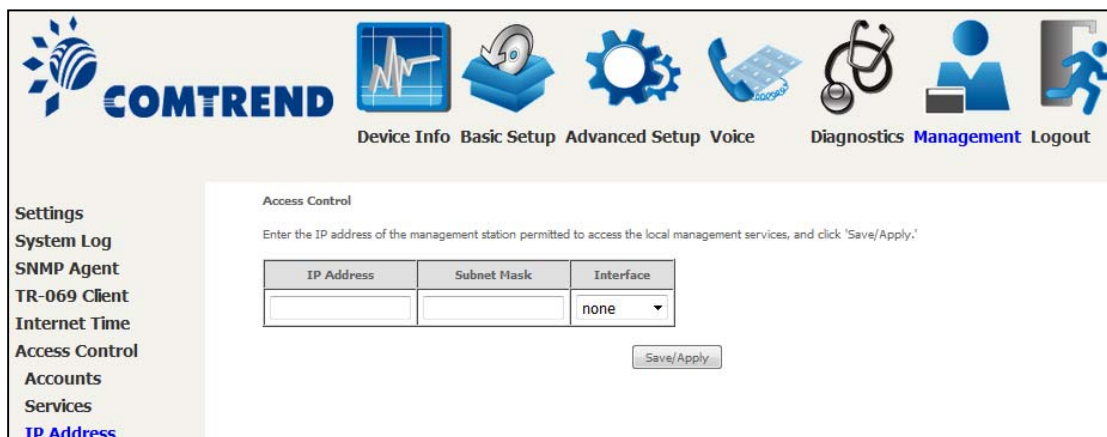 COMTREND
Device Info Basic Setup Advanced Setup Voice Diagnostics Management Logout
Settings
System Log
SNMP Agent
TR-069 Client
Internet Time
Access Control
Accounts
Services
IP Address
Access Control
Enter the IP address of the management station permitted to access the local management services, and click 'Save/Apply.'
IP Address Subnet Mask Interface
none
Save/Apply